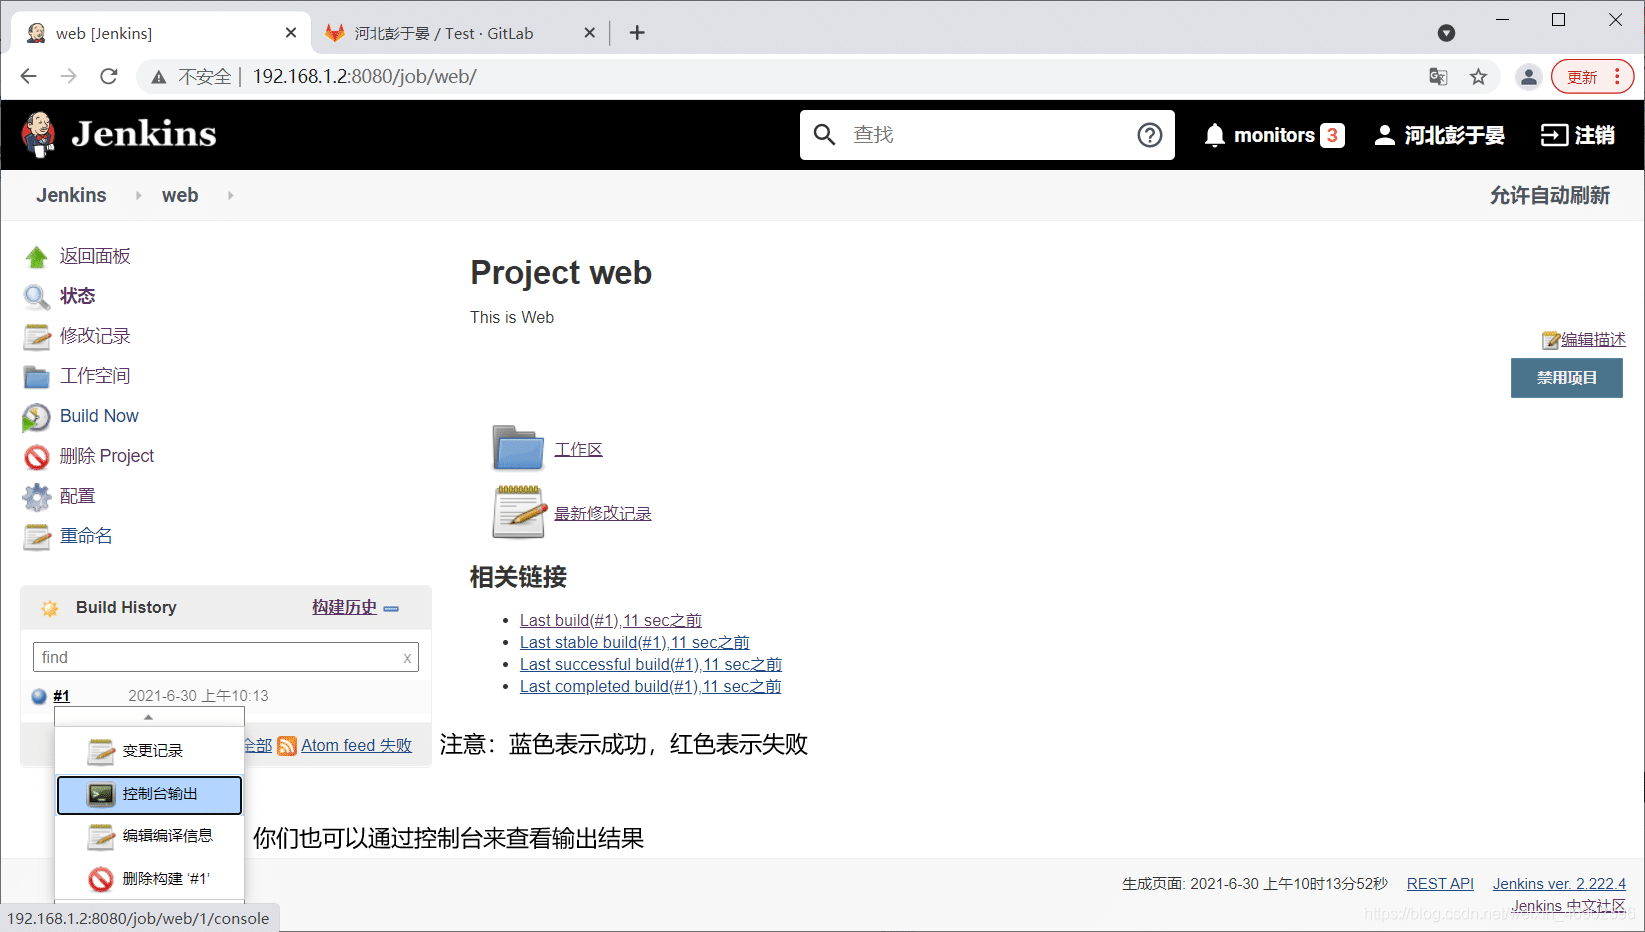 web [Jenkins]
河北彭于晏 / Test · GitLab
不安全 | 192.168.1.2:8080/job/web/
更新
Jenkins
查找
monitors 3
河北彭于晏
注销
Jenkins
web
允许自动刷新
返回面板
状态
修改记录
工作空间
Build Now
删除 Project
配置
重命名
Project web
This is Web
编辑描述
禁用项目
工作区
最新修改记录
相关链接
Last build(#1),11 sec之前
Last stable build(#1),11 sec之前
Last successful build(#1),11 sec之前
Last completed build(#1),11 sec之前
Build History
构建历史
find
x
#1
2021-6-30 上午10:13
全部
Atom feed 失败
注意：蓝色表示成功，红色表示失败
变更记录
控制台输出
编辑编译信息
删除构建 ‘#1’
你们也可以通过控制台来查看输出结果
生成页面: 2021-6-30 上午10时13分52秒
REST API
Jenkins ver. 2.222.4
Jenkins 中文社区
192.168.1.2:8080/job/web/1/console